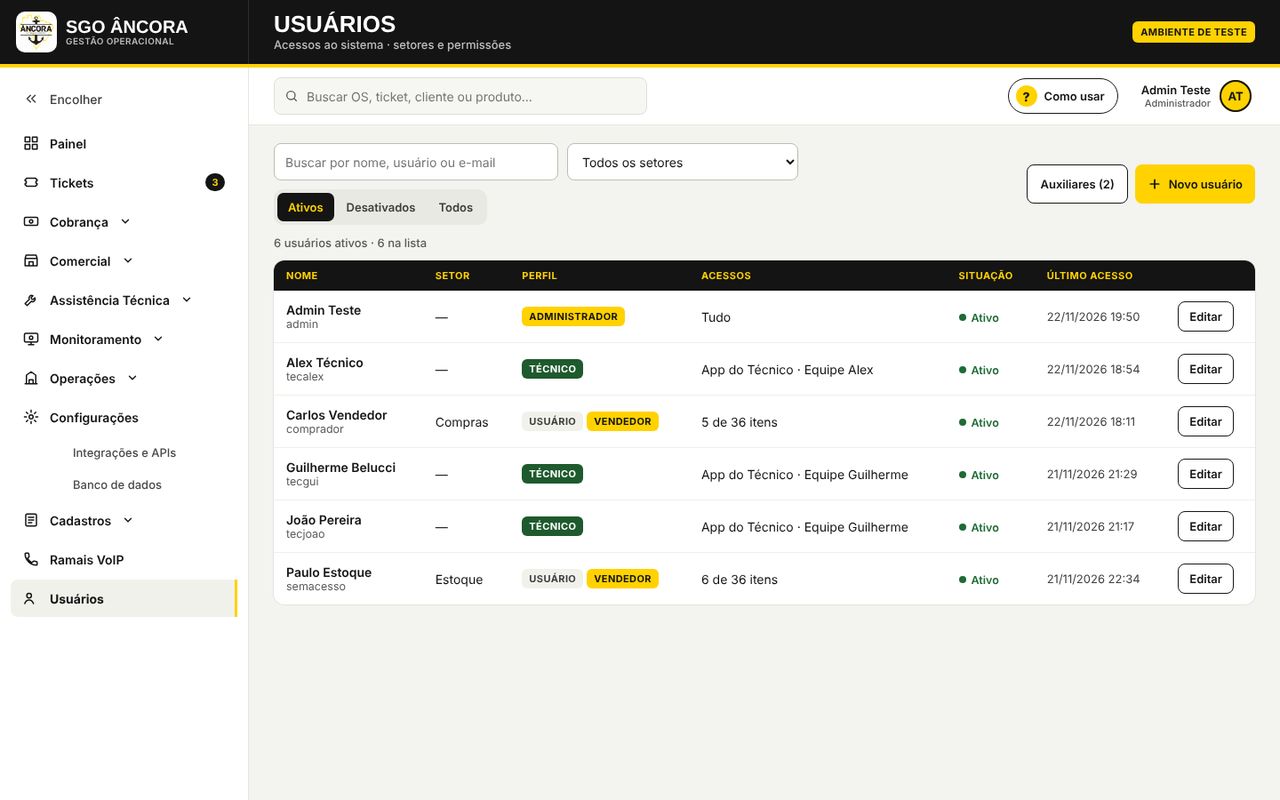 ÂNCORA
SGO ÂNCORA
GESTÃO OPERACIONAL
USUÁRIOS
Acessos ao sistema · setores e permissões
AMBIENTE DE TESTE
Encolher
Painel
Tickets 3
Cobrança
Comercial
Assistência Técnica
Monitoramento
Operações
Configurações
Integrações e APIs
Banco de dados
Cadastros
Ramais VoIP
Usuários
Buscar OS, ticket, cliente ou produto...
? Como usar
Admin Teste
Administrador
AT
Buscar por nome, usuário ou e-mail
Todos os setores
Auxiliares (2)
+ Novo usuário
Ativos Desativados Todos
6 usuários ativos · 6 na lista
NOME SETOR PERFIL ACESSOS SITUAÇÃO ÚLTIMO ACESSO
Admin Teste
admin
— ADMINISTRADOR Tudo Ativo 22/11/2026 19:50 Editar
Alex Técnico
tecalex
— TÉCNICO App do Técnico · Equipe Alex Ativo 22/11/2026 18:54 Editar
Carlos Vendedor
comprador
Compras USUÁRIO VENDEDOR 5 de 36 itens Ativo 22/11/2026 18:11 Editar
Guilherme Belucci
tecgui
— TÉCNICO App do Técnico · Equipe Guilherme Ativo 21/11/2026 21:29 Editar
João Pereira
tecjoao
— TÉCNICO App do Técnico · Equipe Guilherme Ativo 21/11/2026 21:17 Editar
Paulo Estoque
semacesso
Estoque USUÁRIO VENDEDOR 6 de 36 itens Ativo 21/11/2026 22:34 Editar